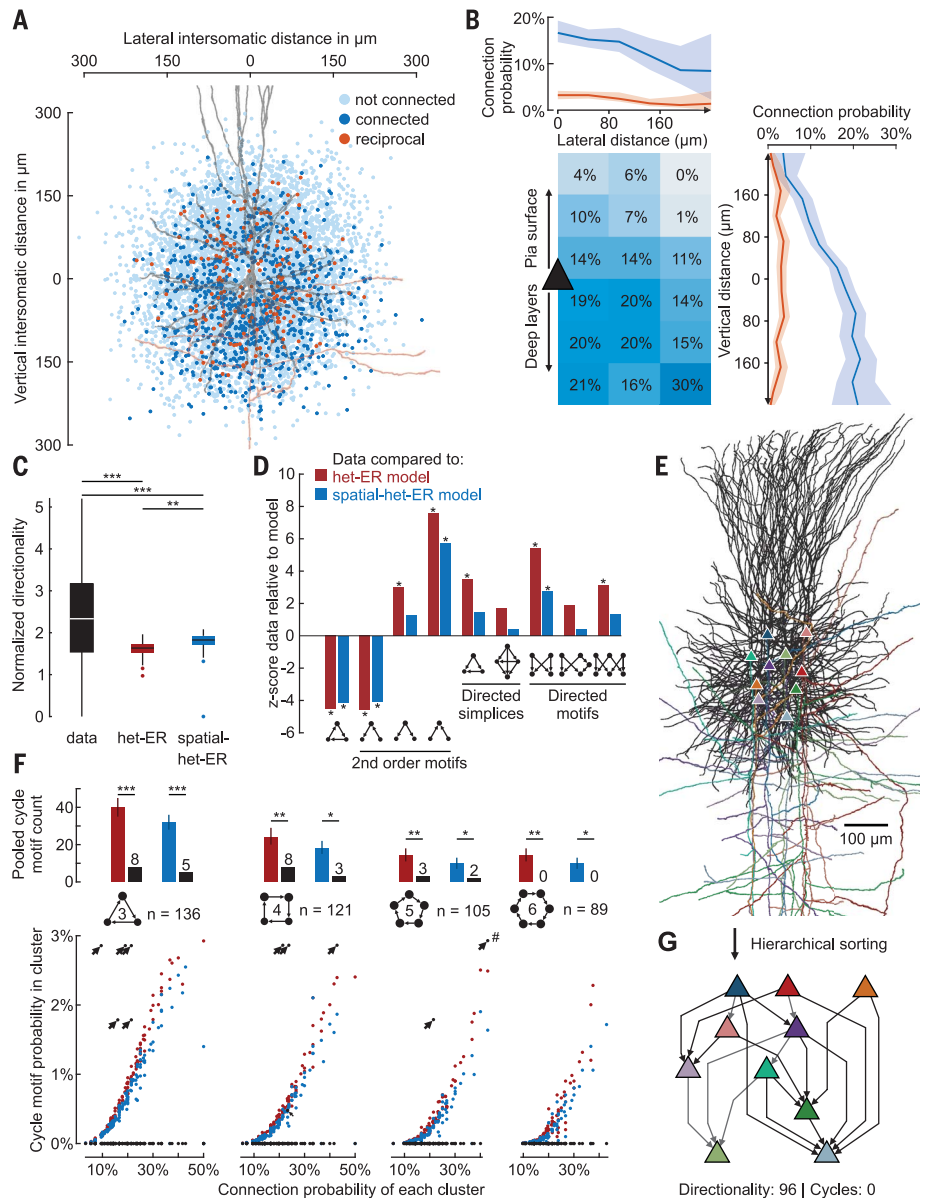 A
Lateral intersomatic distance in µm
300 150 0 150 300
not connected
connected
reciprocal
Vertical intersomatic distance in µm
300
150
0
150
300
B
Connection probability
20%
10%
0%
0 80 160
Lateral distance (µm)
Pia surface
Deep layers
4% 6% 0%
10% 7% 1%
14% 14% 11%
19% 20% 14%
20% 20% 15%
21% 16% 30%
Connection probability
0% 10% 20% 30%
160
80
0
80
160
Vertical distance (µm)
C
Normalized directionality
***
***
**
5
4
3
2
1
0
data
het-ER
spatial-
het-ER
D
Data compared to:
het-ER model
spatial-het-ER model
z-score data relative to model
10
8
6
4
2
0
-2
-4
-6
* * * * * * * * * * *
Directed
simplices
Directed
motifs
2nd order motifs
E
100 µm
F
Pooled cycle
motif count
40
20
0
*** ***
8 5
3
n = 136
** *
8 3
4
n = 121
** *
3 2
5
n = 105
** *
0 0
6
n = 89
Cycle motif probability in cluster
3%
2%
1%
0%
#
10% 30% 50%
10% 30% 50%
10% 30%
10% 30%
Connection probability of each cluster
G
Hierarchical sorting
Directionality: 96 | Cycles: 0